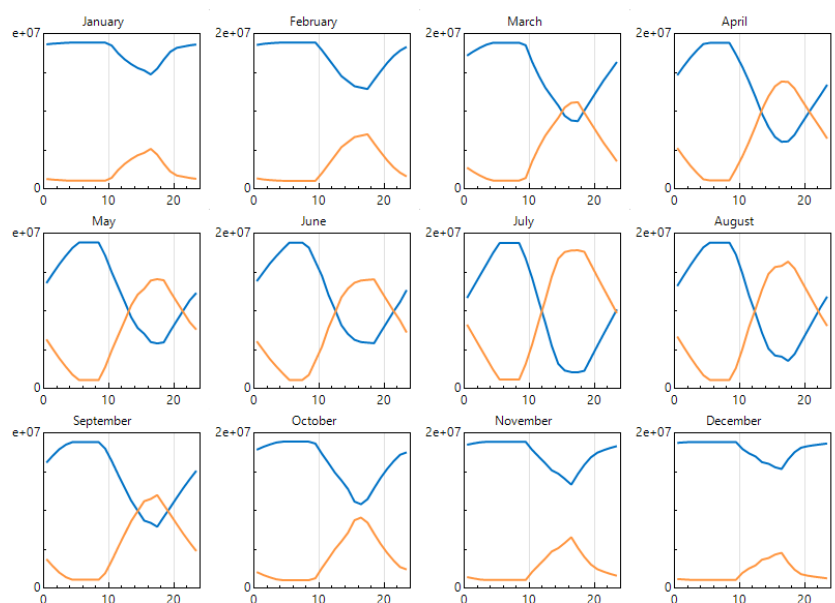 January February March April
e+07 2e+07 2e+07 2e+07
0 0 0 0
0 10 20 0 10 20 0 10 20 0 10 20
May June July August
e+07 2e+07 2e+07 2e+07
0 0 0 0
0 10 20 0 10 20 0 10 20 0 10 20
September October November December
e+07 2e+07 2e+07 2e+07
0 0 0 0
0 10 20 0 10 20 0 10 20 0 10 20